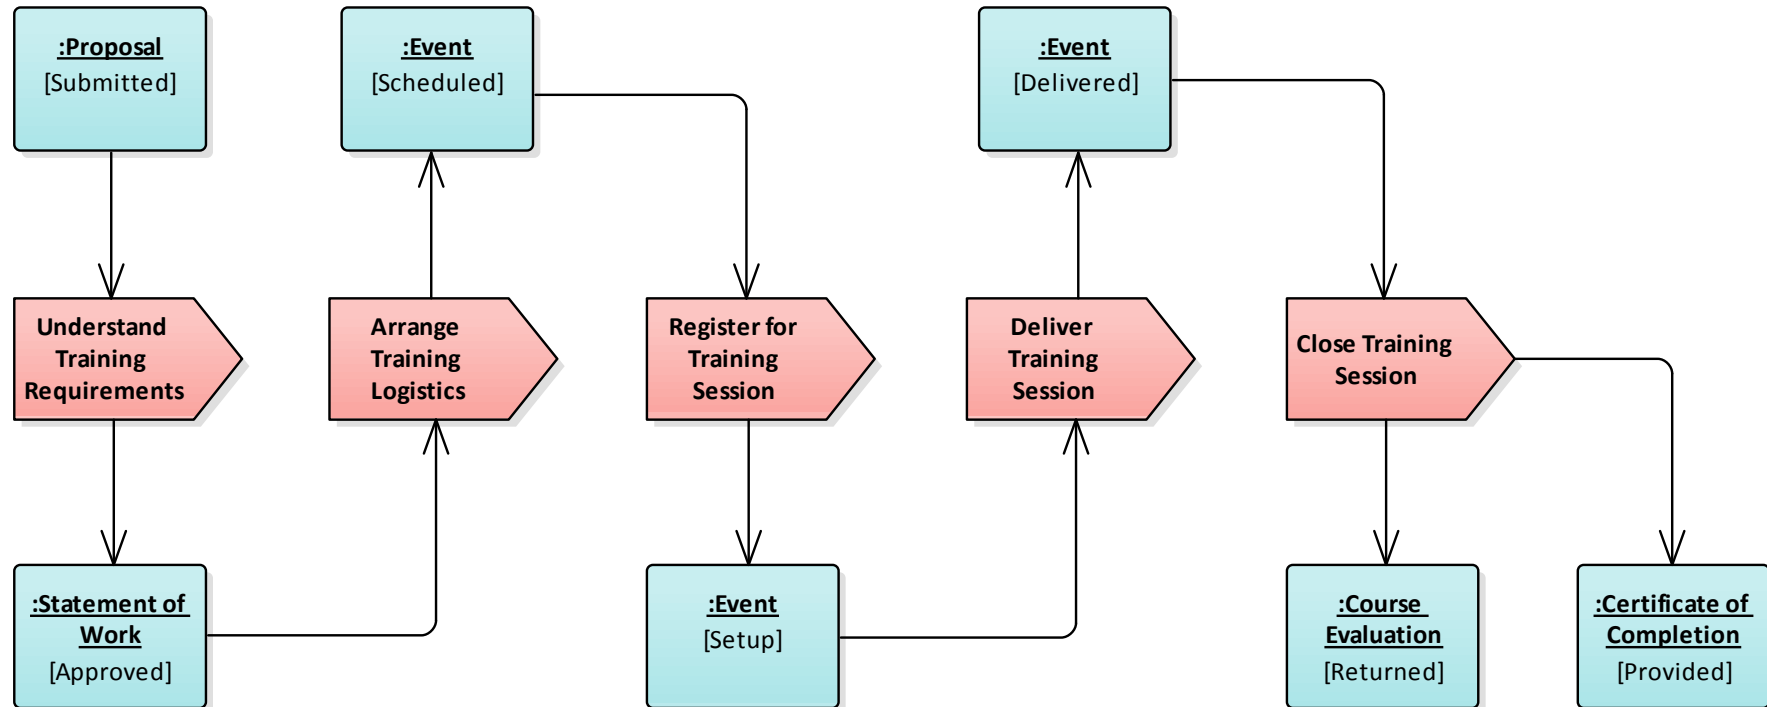 :Proposal
[Submitted]
:Event
[Scheduled]
:Event
[Delivered]
Understand
Training
Requirements
Arrange
Training
Logistics
Register for
Training
Session
Deliver
Training
Session
Close Training
Session
:Statement of
Work
[Approved]
:Event
[Setup]
:Course
Evaluation
[Returned]
:Certificate of
Completion
[Provided]